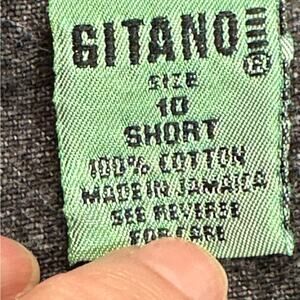 GITANO®
SIZE
10
SHORT
100% COTTON
MADE IN JAMAICA
SEE REVERSE
FOR CARE